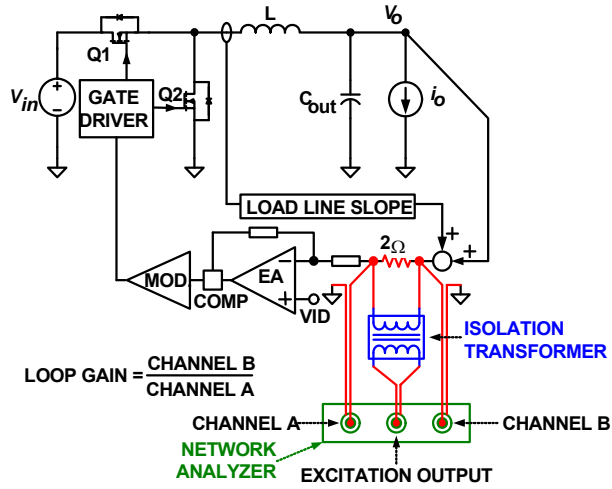 L
V_o
Q1
V_in
GATE
DRIVER
Q2
C_out
i_o
LOAD LINE SLOPE
+
+
2Ω
MOD
COMP
EA
−
+
VID
ISOLATION
TRANSFORMER
LOOP GAIN = CHANNEL B
CHANNEL A
CHANNEL A
CHANNEL B
NETWORK
ANALYZER
EXCITATION OUTPUT